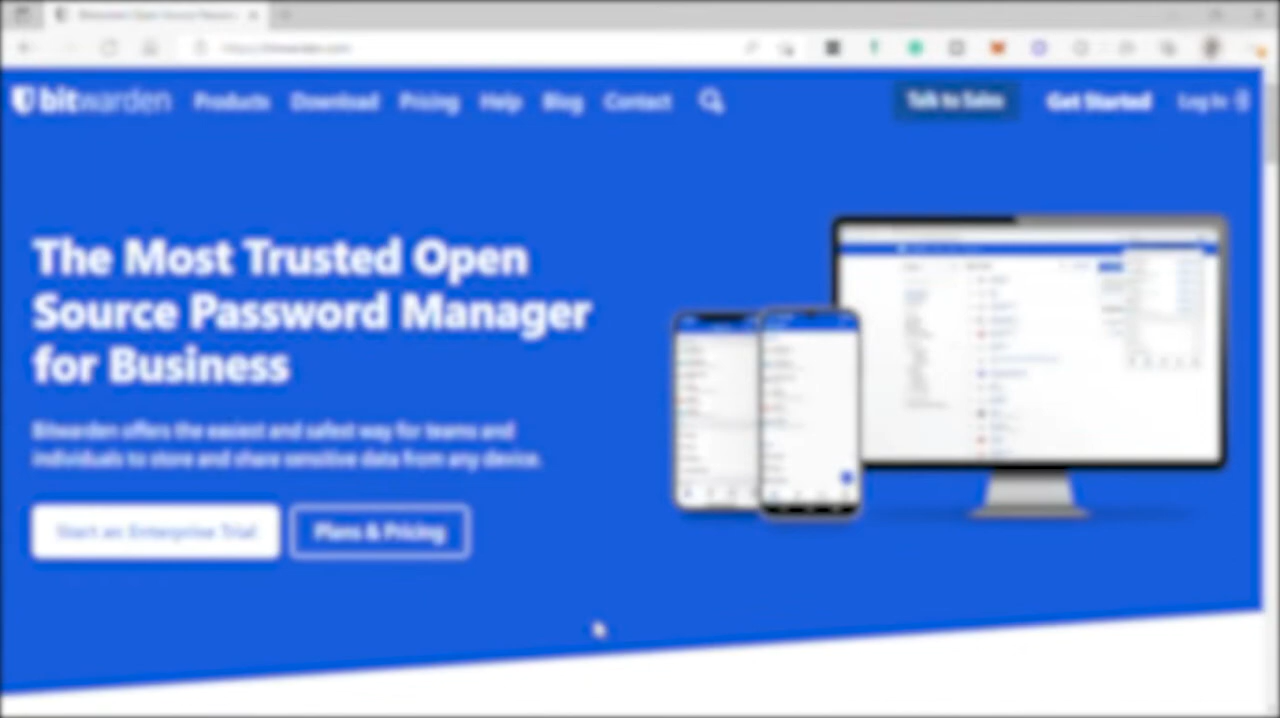 bitwarden Products Download Pricing Help Blog Contact Talk to Sales Get Started Log In
The Most Trusted Open
Source Password Manager
for Business
Bitwarden offers the easiest and safest way for teams and
individuals to store and share sensitive data from any device.
Start an Enterprise Trial Plans & Pricing